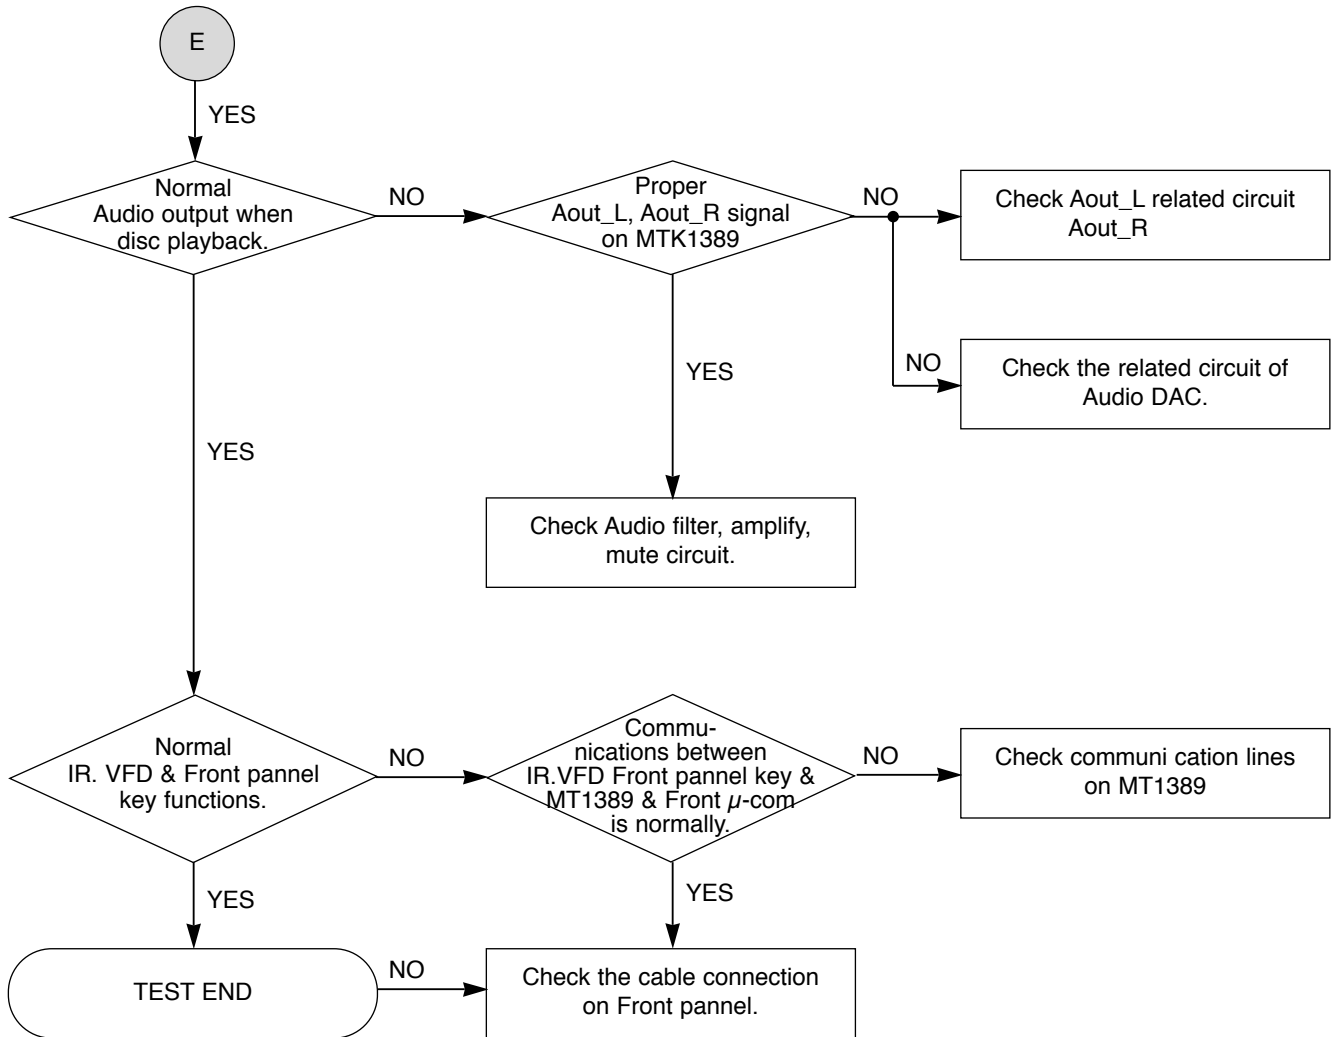 E
YES
Normal
Audio output when
disc playback.
NO
Proper
Aout_L, Aout_R signal
on MTK1389
NO
Check Aout_L related circuit
Aout_R
NO
Check the related circuit of
Audio DAC.
YES
YES
Check Audio filter, amplify,
mute circuit.
Normal
IR. VFD & Front pannel
key functions.
NO
Commu-
nications between
IR.VFD Front pannel key &
MT1389 & Front µ-com
is normally.
NO
Check communi cation lines
on MT1389
YES
YES
TEST END
NO
Check the cable connection
on Front pannel.